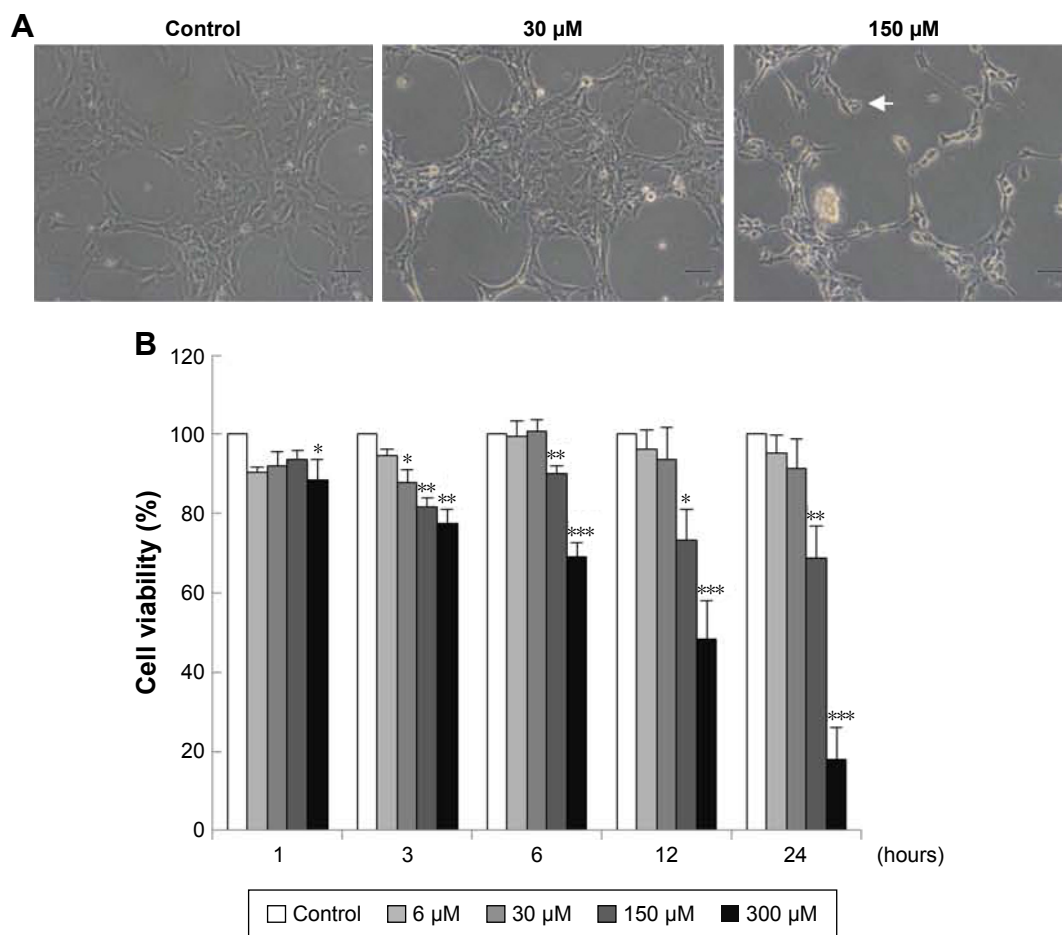 A
Control
30 µM
150 µM
B
120
100
80
60
40
20
0
Cell viability (%)
*
* ** **
** ***
* ***
** ***
1 3 6 12 24 (hours)
Control 6 µM 30 µM 150 µM 300 µM